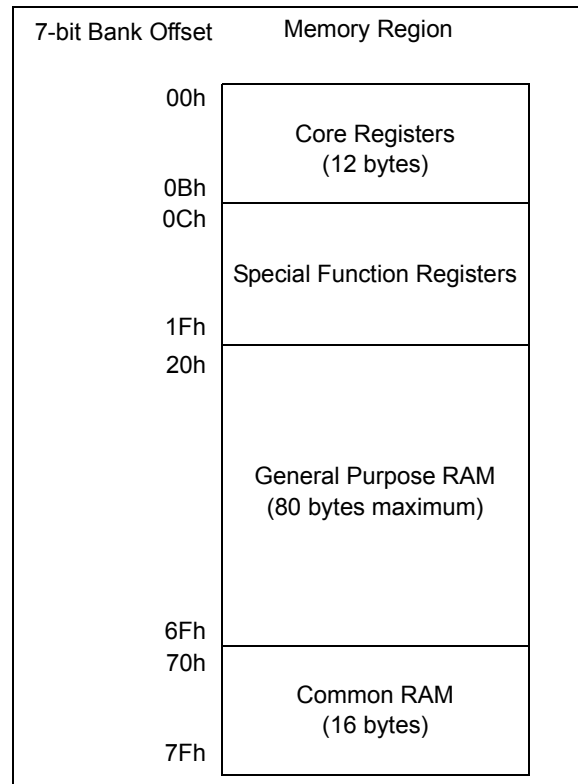 7-bit Bank Offset Memory Region
00h
Core Registers
(12 bytes)
0Bh
0Ch
Special Function Registers
1Fh
20h
General Purpose RAM
(80 bytes maximum)
6Fh
70h
Common RAM
(16 bytes)
7Fh